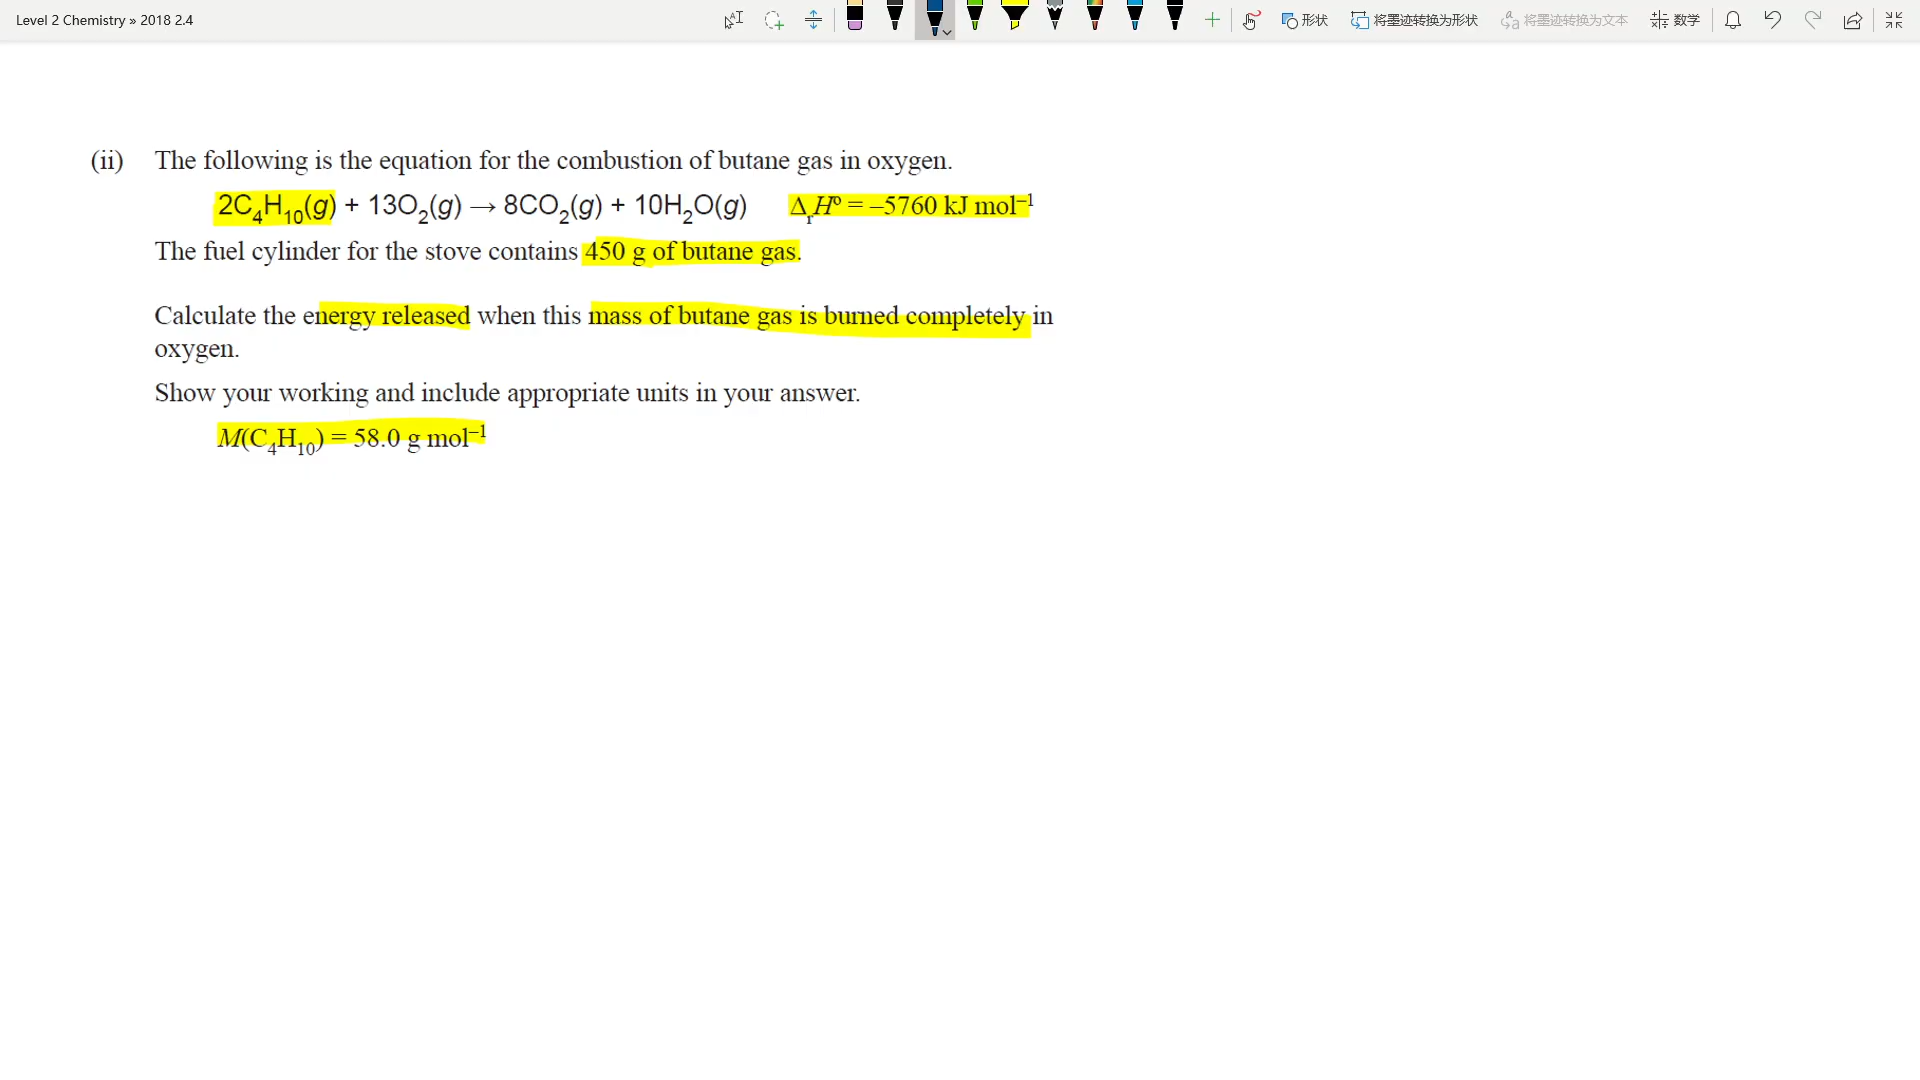 Level 2 Chemistry » 2018 2.4
形状
将墨迹转换为形状
将墨迹转换为文本
数学
(ii) The following is the equation for the combustion of butane gas in oxygen.
2C₄H₁₀(g) + 13O₂(g) → 8CO₂(g) + 10H₂O(g) ΔᵣHº = –5760 kJ mol⁻¹
The fuel cylinder for the stove contains 450 g of butane gas.
Calculate the energy released when this mass of butane gas is burned completely in
oxygen.
Show your working and include appropriate units in your answer.
M(C₄H₁₀) = 58.0 g mol⁻¹